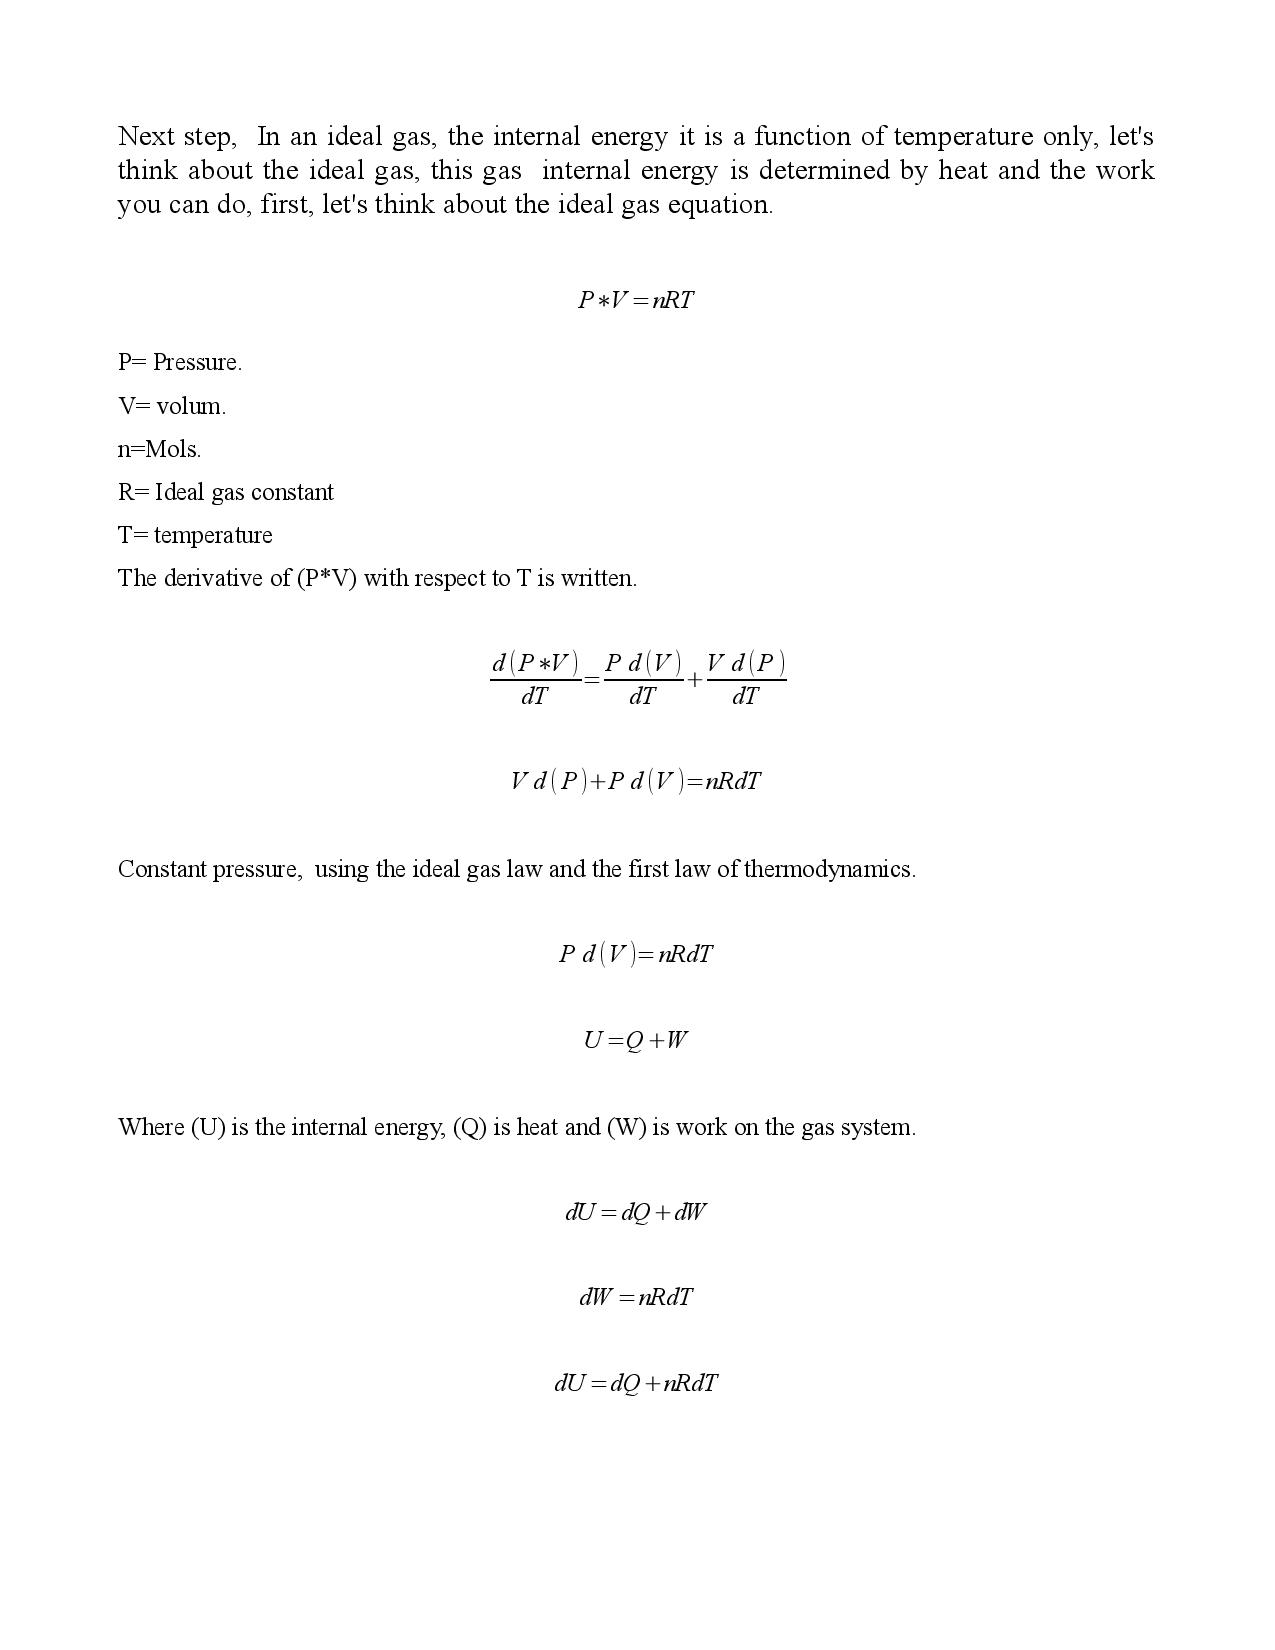 Next step, In an ideal gas, the internal energy it is a function of temperature only, let's
think about the ideal gas, this gas internal energy is determined by heat and the work
you can do, first, let's think about the ideal gas equation.
P∗V=nRT
P= Pressure.
V= volum.
n=Mols.
R= Ideal gas constant
T= temperature
The derivative of (P*V) with respect to T is written.
d(P∗V)/dT=P d(V)/dT+V d(P)/dT
V d(P)+P d(V)=nRdT
Constant pressure, using the ideal gas law and the first law of thermodynamics.
P d(V)=nRdT
U=Q+W
Where (U) is the internal energy, (Q) is heat and (W) is work on the gas system.
dU=dQ+dW
dW=nRdT
dU=dQ+nRdT